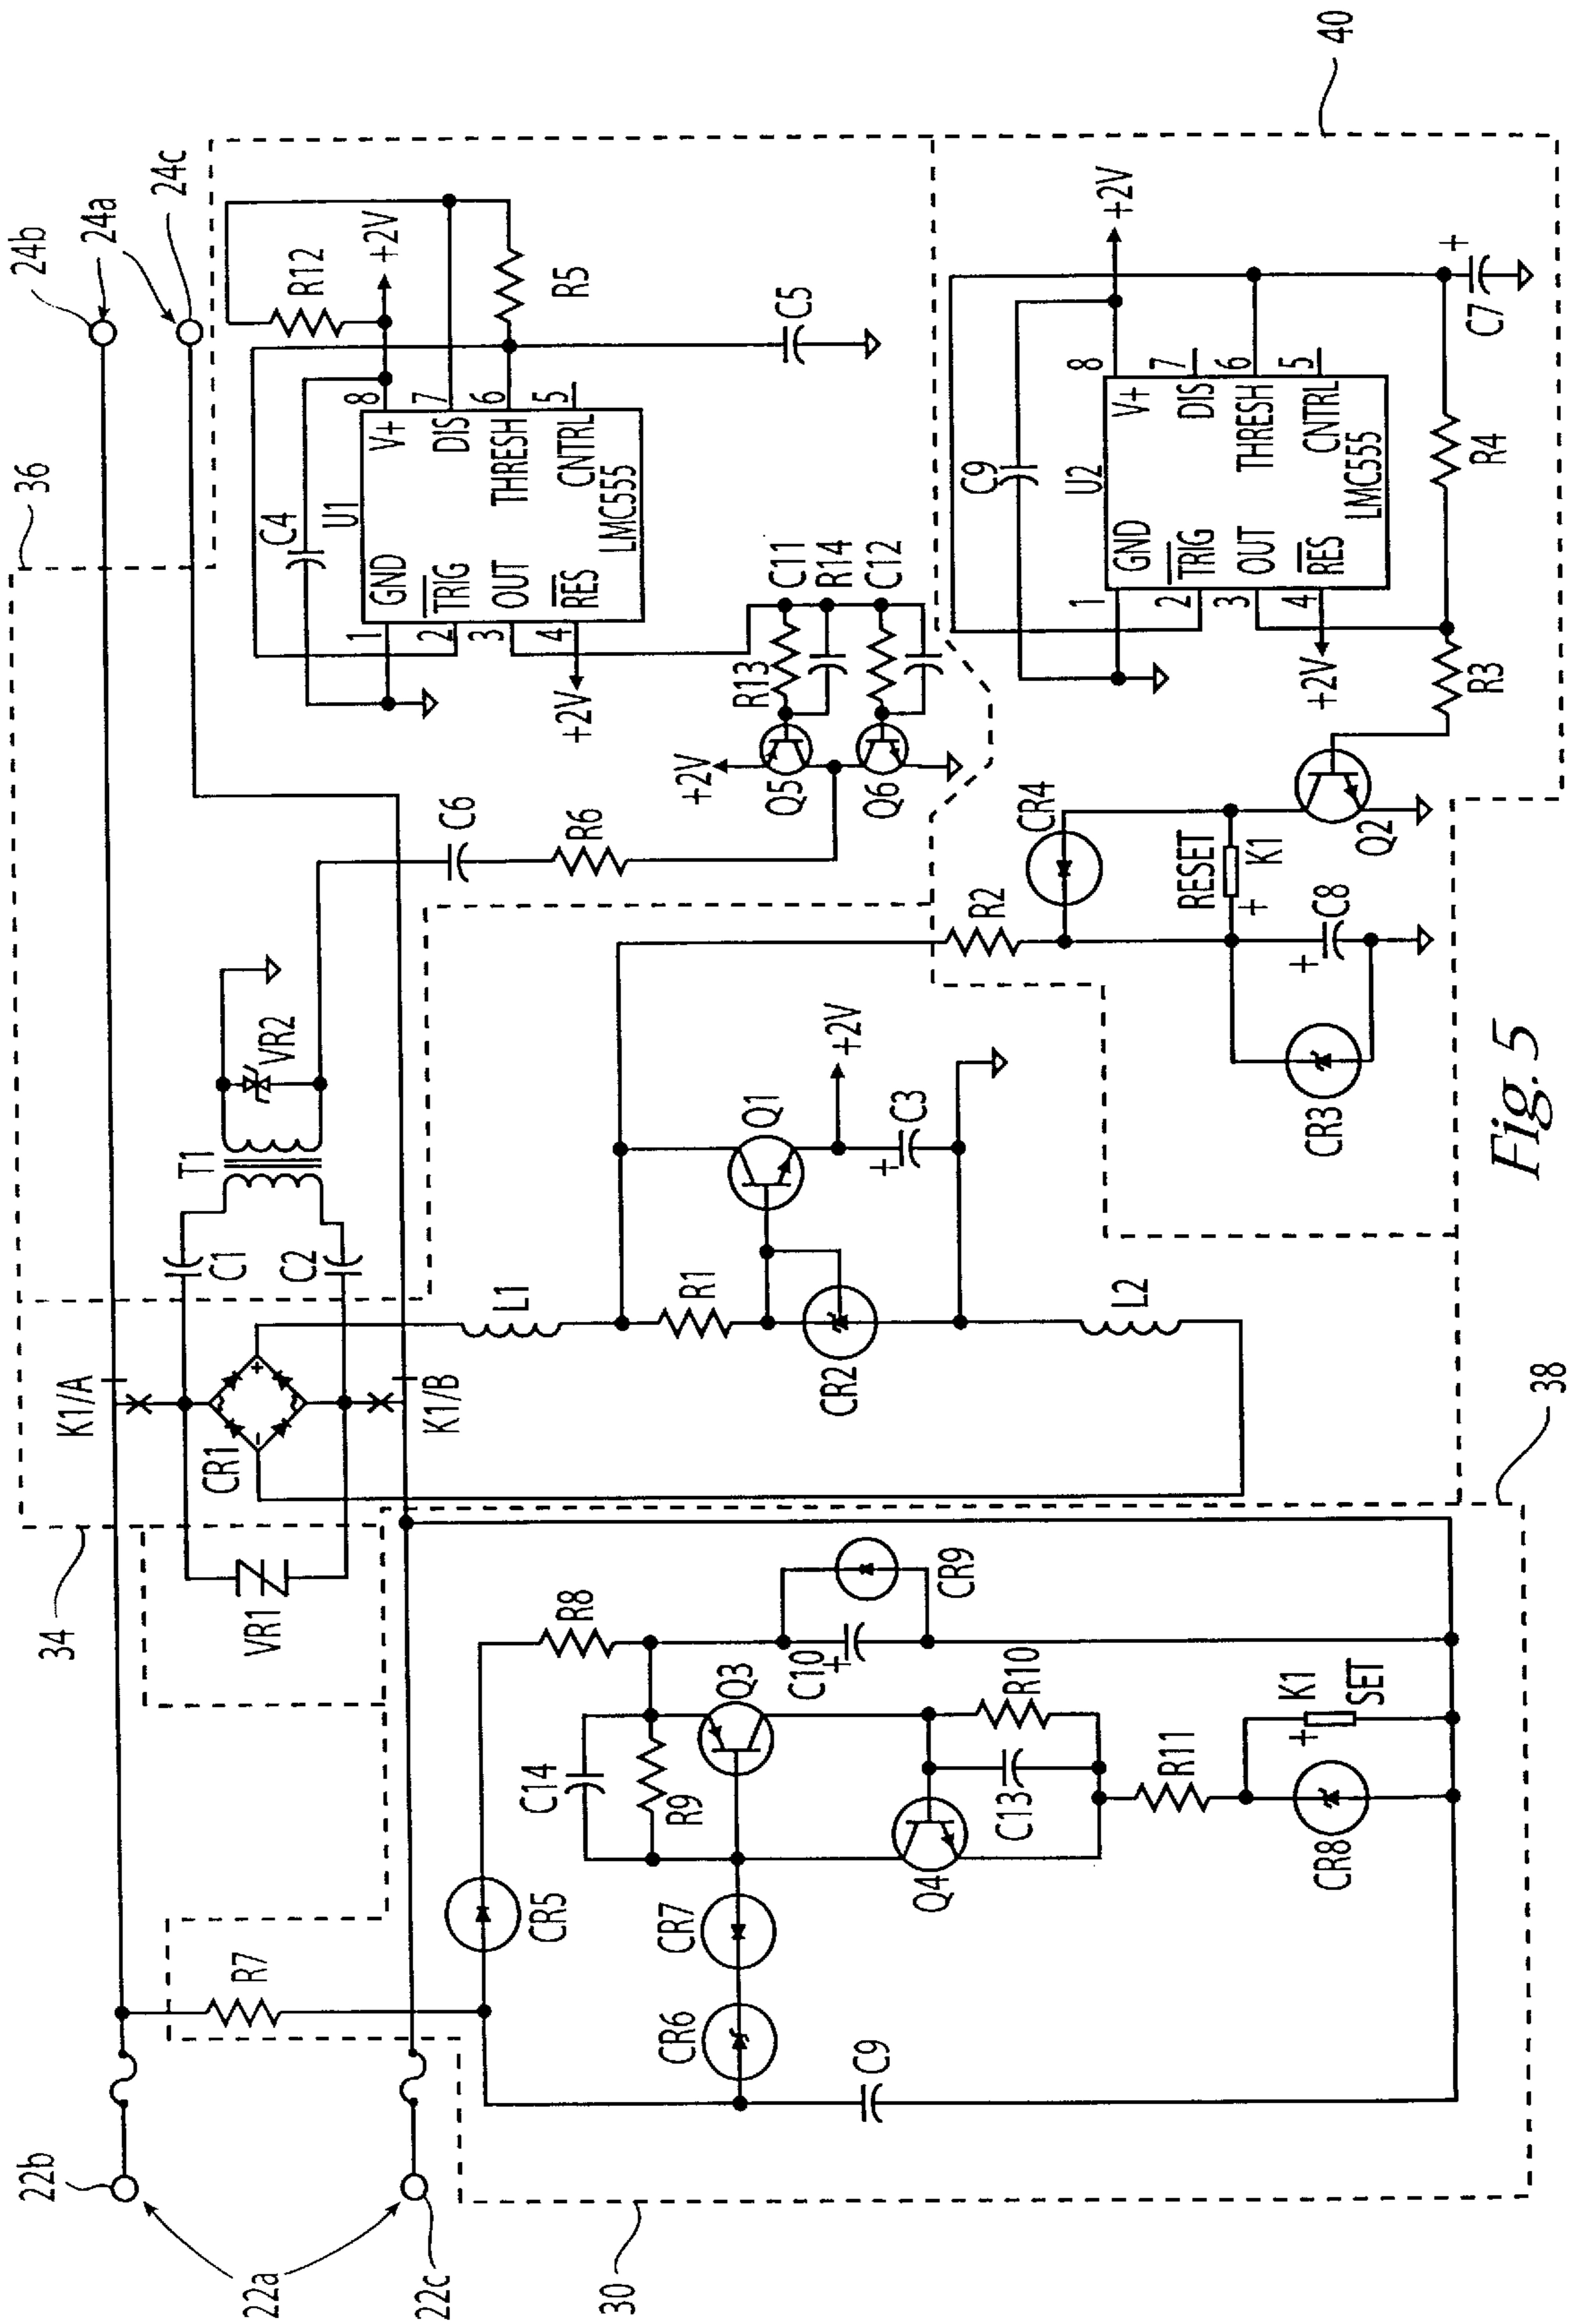 22b
22a
22c
30
34
36
38
40
24b
24a
24c
K1/A
K1/B
CR1
+
-
VR1
C1
C2
T1
VR2
C6
R6
R7
CR5
R8
C14
R9
Q3
C10
+
CR9
CR7
CR6
C9
Q4
C13
R10
R11
K1
+
SET
CR8
L1
R1
CR2
Q1
+2V
+
C3
L2
R2
CR4
RESET
K1
+
+
C8
CR3
Q2
R3
R4
C7
+
+2V
Q5
Q6
R13
C11
R14
C12
C4
U1
1
GND
V+
8
2
TRIG
DIS
7
3
OUT
THRESH
6
4
RES
CNTRL
5
LMC555
+2V
+2V
R12
R5
C5
C9
U2
1
GND
V+
8
2
TRIG
DIS
7
3
OUT
THRESH
6
4
RES
CNTRL
5
LMC555
+2V
+2V
Fig. 5